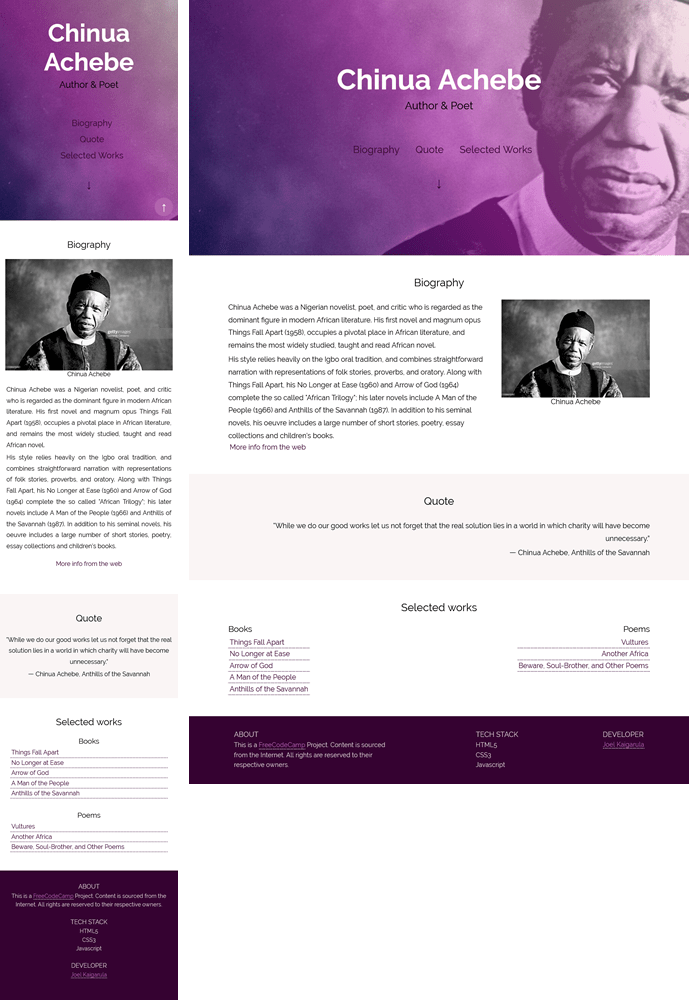 Chinua
Achebe
Author & Poet
Biography
Quote
Selected Works
↓
↑
Biography
gettyimages
Chinua Achebe
Chinua Achebe was a Nigerian novelist, poet, and critic
who is regarded as the dominant figure in modern African
literature. His first novel and magnum opus Things Fall
Apart (1958), occupies a pivotal place in African literature,
and remains the most widely studied, taught and read
African novel.
His style relies heavily on the Igbo oral tradition, and
combines straightforward narration with representations
of folk stories, proverbs, and oratory. Along with Things
Fall Apart, his No Longer at Ease (1960) and Arrow of God
(1964) complete the so called "African Trilogy"; his later
novels include A Man of the People (1966) and Anthills of
the Savannah (1987). In addition to his seminal novels, his
oeuvre includes a large number of short stories, poetry,
essay collections and children's books.
More info from the web
Quote
"While we do our good works let us not forget that the real
solution lies in a world in which charity will have become
unnecessary."
— Chinua Achebe, Anthills of the Savannah
Selected works
Books
Things Fall Apart
No Longer at Ease
Arrow of God
A Man of the People
Anthills of the Savannah
Poems
Vultures
Another Africa
Beware, Soul-Brother, and Other Poems
ABOUT
This is a FreeCodeCamp Project. Content is sourced from the
Internet. All rights are reserved to their respective owners.
TECH STACK
HTML5
CSS3
Javascript
DEVELOPER
Joel Kaigarula
Chinua Achebe
Author & Poet
Biography Quote Selected Works
↓
Biography
Chinua Achebe was a Nigerian novelist, poet, and critic who is regarded as the
dominant figure in modern African literature. His first novel and magnum opus
Things Fall Apart (1958), occupies a pivotal place in African literature, and
remains the most widely studied, taught and read African novel.
His style relies heavily on the Igbo oral tradition, and combines straightforward
narration with representations of folk stories, proverbs, and oratory. Along with
Things Fall Apart, his No Longer at Ease (1960) and Arrow of God (1964)
complete the so called "African Trilogy"; his later novels include A Man of the
People (1966) and Anthills of the Savannah (1987). In addition to his seminal
novels, his oeuvre includes a large number of short stories, poetry, essay
collections and children's books.
More info from the web
gettyimages
Chinua Achebe
Quote
"While we do our good works let us not forget that the real solution lies in a world in which charity will have become
unnecessary."
— Chinua Achebe, Anthills of the Savannah
Selected works
Books
Things Fall Apart
No Longer at Ease
Arrow of God
A Man of the People
Anthills of the Savannah
Poems
Vultures
Another Africa
Beware, Soul-Brother, and Other Poems
ABOUT
This is a FreeCodeCamp Project. Content is sourced
from the Internet. All rights are reserved to their
respective owners.
TECH STACK
HTML5
CSS3
Javascript
DEVELOPER
Joel Kaigarula